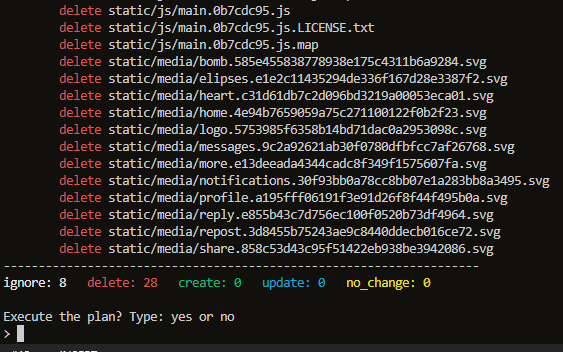 delete static/js/main.0b7cdc95.js
delete static/js/main.0b7cdc95.js.LICENSE.txt
delete static/js/main.0b7cdc95.js.map
delete static/media/bomb.585e455838778938e175c4311b6a9284.svg
delete static/media/elipses.e1e2c11435294de336f167d28e3387f2.svg
delete static/media/heart.c31d61db7c2d096bd3219a00053eca01.svg
delete static/media/home.4e94b7659059a75c271100122f0b2f23.svg
delete static/media/logo.5753985f6358b14bd71dac0a2953098c.svg
delete static/media/messages.9c2a92621ab30f0780dfbfcc7af26768.svg
delete static/media/more.e13deeada4344cadc8f349f1575607fa.svg
delete static/media/notifications.30f93bb0a78cc8bb07e1a283bb8a3495.svg
delete static/media/profile.a195fff06191f3e91d26f8f44f495b0a.svg
delete static/media/reply.e855b43c7d756ec100f0520b73df4964.svg
delete static/media/repost.3d8455b75243ae9c8440ddecb016ce72.svg
delete static/media/share.858c53d43c95f51422eb938be3942086.svg
--------------------------------------------------------------------
ignore: 8 delete: 28 create: 0 update: 0 no_change: 0
Execute the plan? Type: yes or no
>